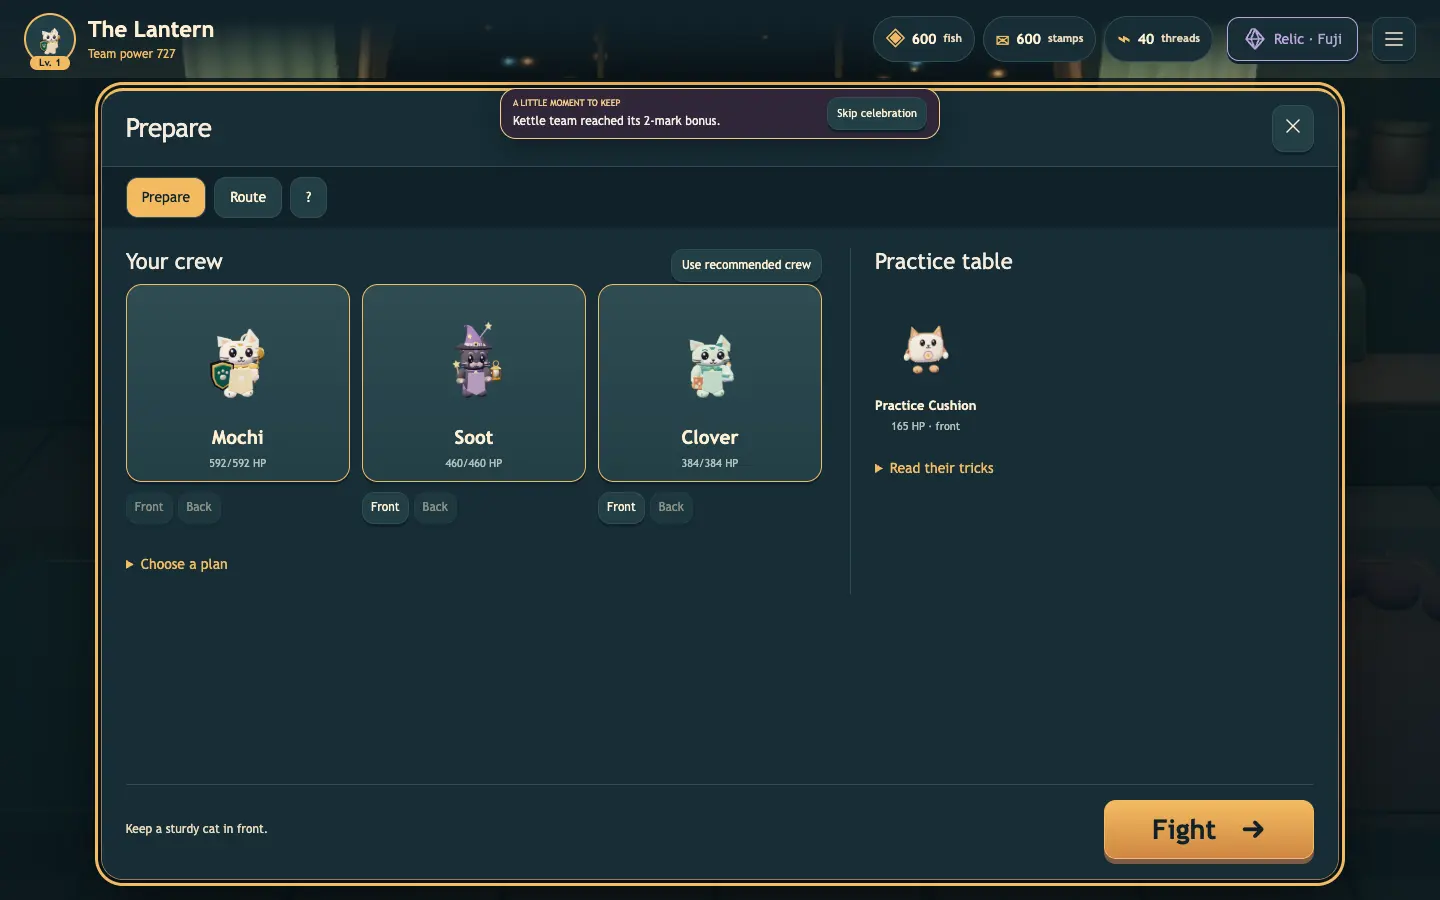 The Lantern
Team power 727
Lv. 1
600 fish
600 stamps
40 threads
Relic · Fuji
A LITTLE MOMENT TO KEEP
Kettle team reached its 2-mark bonus.
Skip celebration
Prepare
Prepare
Route
?
Your crew
Use recommended crew
Mochi
592/592 HP
Soot
460/460 HP
Clover
384/384 HP
Front
Back
Front
Back
Front
Back
Choose a plan
Practice table
Practice Cushion
165 HP · front
Read their tricks
Keep a sturdy cat in front.
Fight